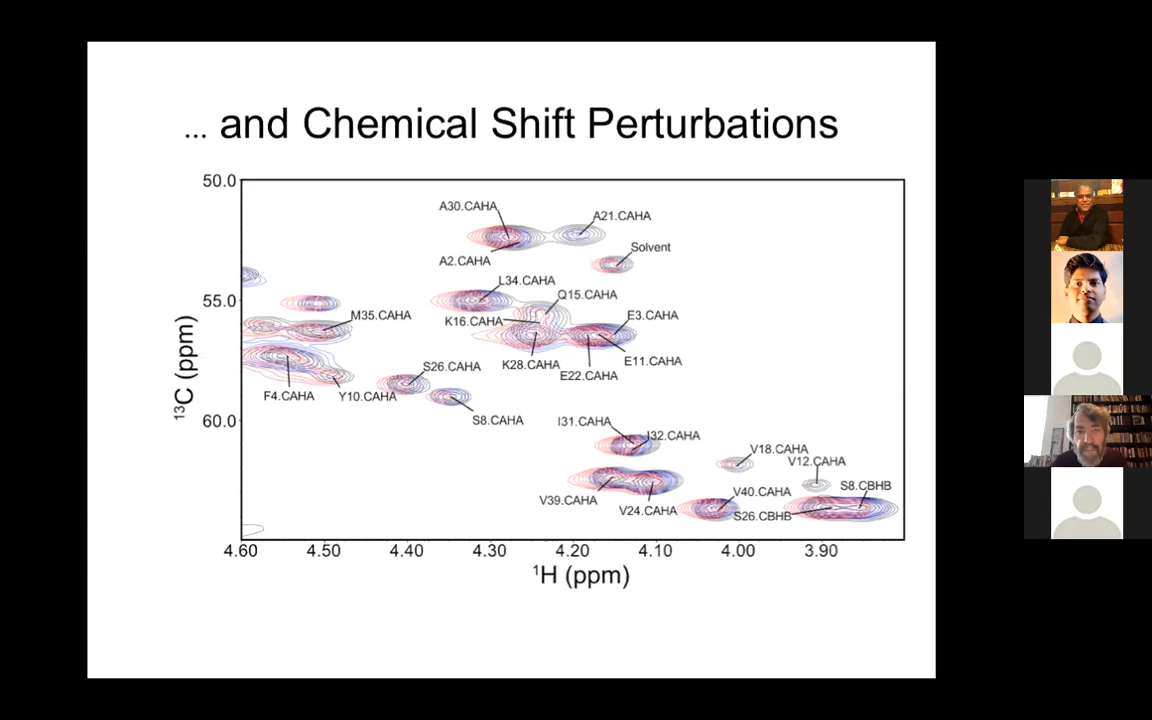 ... and Chemical Shift Perturbations
50.0
A30.CAHA
A21.CAHA
A2.CAHA
Solvent
L34.CAHA
Q15.CAHA
55.0
M35.CAHA
K16.CAHA
E3.CAHA
K28.CAHA
E11.CAHA
E22.CAHA
S26.CAHA
F4.CAHA
Y10.CAHA
13C (ppm)
S8.CAHA
60.0
I31.CAHA
I32.CAHA
V18.CAHA
V12.CAHA
V39.CAHA
V24.CAHA
V40.CAHA
S8.CBHB
S26.CBHB
4.60 4.50 4.40 4.30 4.20 4.10 4.00 3.90
1H (ppm)